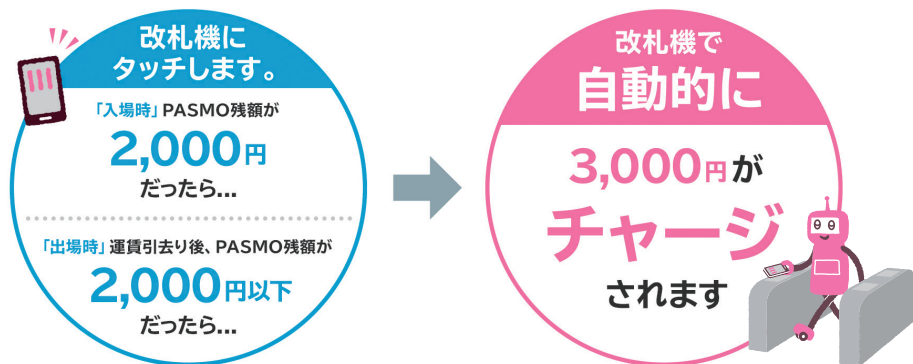 改札機に
タッチします。
「入場時」PASMO残額が
2,000円
だったら...
「出場時」運賃引去り後、PASMO残額が
2,000円以下
だったら...
改札機で
自動的に
3,000円が
チャージ
されます